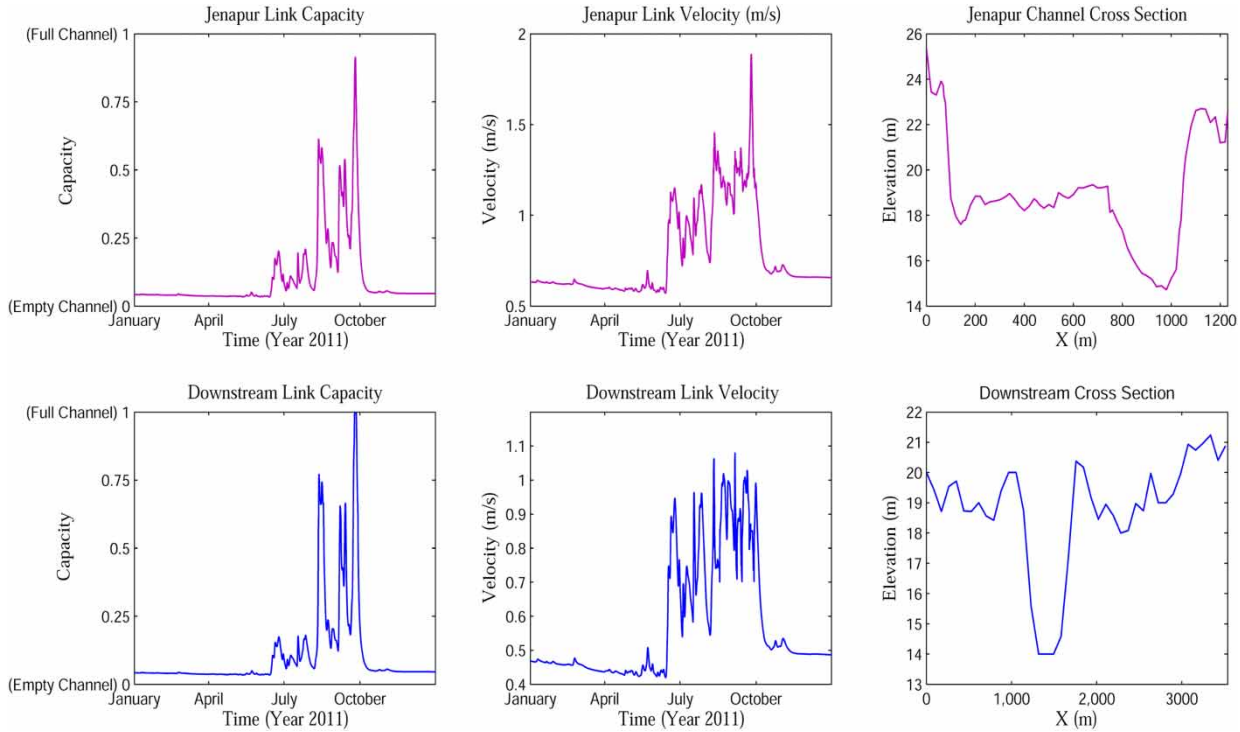 Jenapur Link Capacity
(Full Channel) 1
0.75
0.5
0.25
(Empty Channel) 0
Capacity
January April July October
Time (Year 2011)
Jenapur Link Velocity (m/s)
2
1.5
1
0.5
Velocity (m/s)
January April July October
Time (Year 2011)
Jenapur Channel Cross Section
26
24
22
20
18
16
14
Elevation (m)
0 200 400 600 800 1000 1200
X (m)
Downstream Link Capacity
(Full Channel) 1
0.75
0.5
0.25
(Empty Channel) 0
Capacity
January April July October
Time (Year 2011)
Downstream Link Velocity
1.1
1
0.9
0.8
0.7
0.6
0.5
0.4
Velocity (m/s)
January April July October
Time (Year 2011)
Downstream Cross Section
22
21
20
19
18
17
16
15
14
13
Elevation (m)
0 1,000 2,000 3000
X (m)